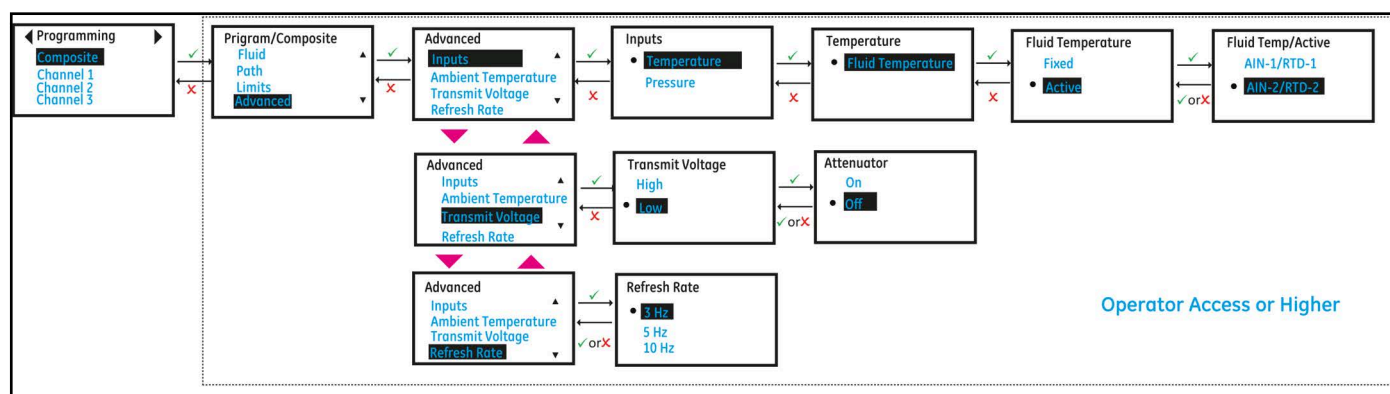 Programming
Composite
Channel 1
Channel 2
Channel 3
Prigram/Composite
Fluid
Path
Limits
Advanced
Advanced
Inputs
Ambient Temperature
Transmit Voltage
Refresh Rate
Inputs
Temperature
Pressure
Temperature
Fluid Temperature
Fluid Temperature
Fixed
Active
Fluid Temp/Active
AIN-1/RTD-1
AIN-2/RTD-2
or
Advanced
Inputs
Ambient Temperature
Transmit Voltage
Refresh Rate
Transmit Voltage
High
Low
Attenuator
On
Off
or
Advanced
Inputs
Ambient Temperature
Transmit Voltage
Refresh Rate
or
Refresh Rate
3 Hz
5 Hz
10 Hz
Operator Access or Higher